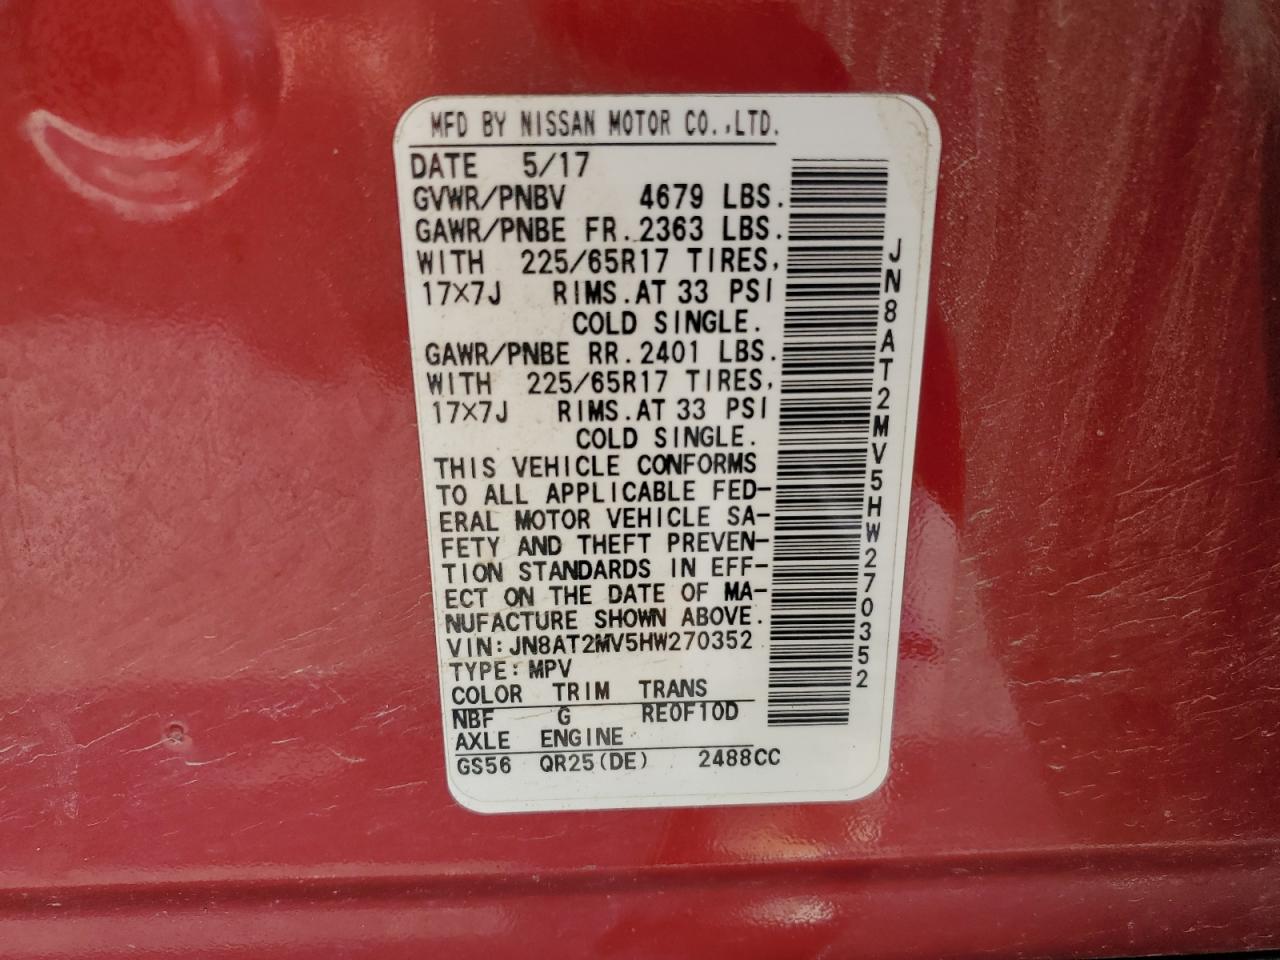 MFD BY NISSAN MOTOR CO.,LTD.
DATE 5/17
GVWR/PNBV 4679 LBS.
GAWR/PNBE FR. 2363 LBS.
WITH 225/65R17 TIRES,
17×7J RIMS. AT 33 PSI
COLD SINGLE.
GAWR/PNBE RR. 2401 LBS.
WITH 225/65R17 TIRES,
17×7J RIMS. AT 33 PSI
COLD SINGLE.
THIS VEHICLE CONFORMS
TO ALL APPLICABLE FED-
ERAL MOTOR VEHICLE SA-
FETY AND THEFT PREVEN-
TION STANDARDS IN EFF-
ECT ON THE DATE OF MA-
NUFACTURE SHOWN ABOVE.
VIN: JN8AT2MV5HW270352
TYPE: MPV
COLOR TRIM TRANS
NBF G RE0F10D
AXLE ENGINE
GS56 QR25(DE) 2488CC
JN8AT2MV5HW270352